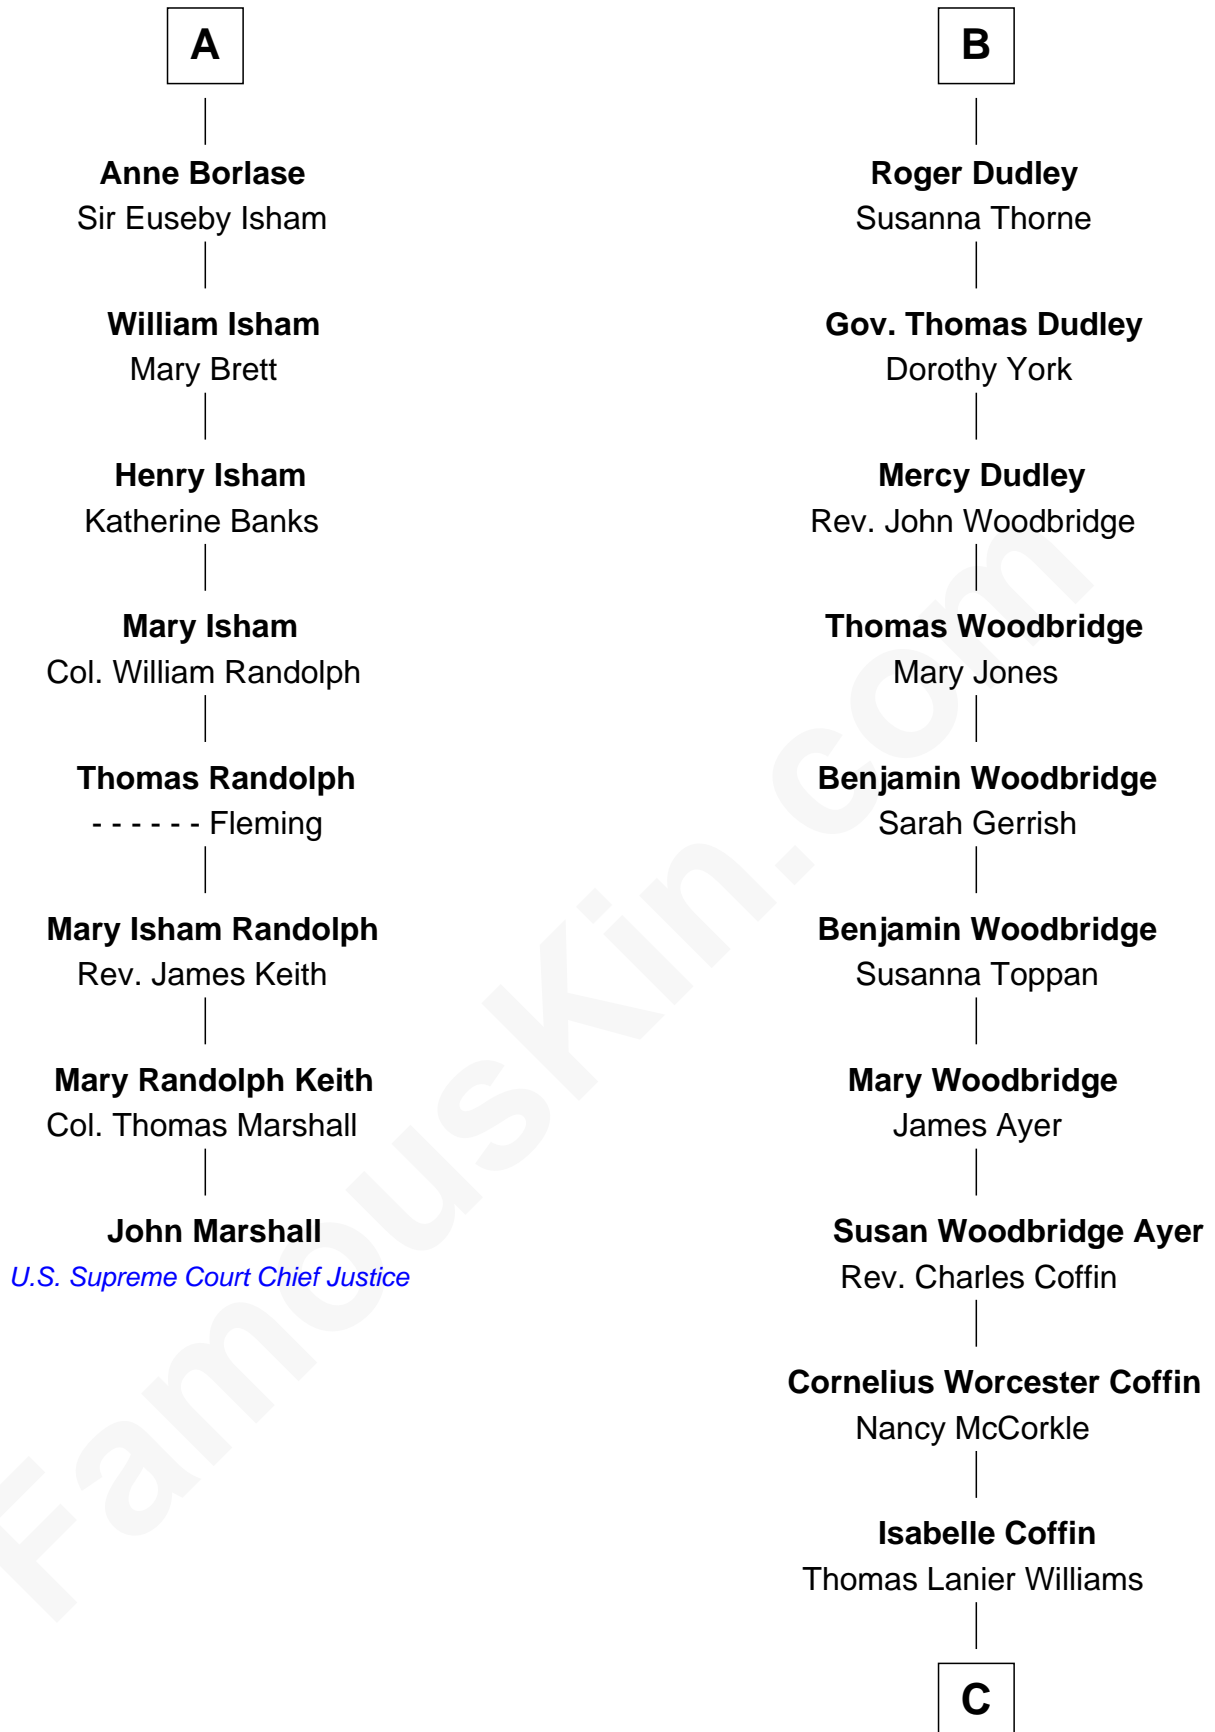 A
Anne Borlase
Sir Euseby Isham
William Isham
Mary Brett
Henry Isham
Katherine Banks
Mary Isham
Col. William Randolph
Thomas Randolph
- - - - - - Fleming
Mary Isham Randolph
Rev. James Keith
Mary Randolph Keith
Col. Thomas Marshall
John Marshall
U.S. Supreme Court Chief Justice
B
Roger Dudley
Susanna Thorne
Gov. Thomas Dudley
Dorothy York
Mercy Dudley
Rev. John Woodbridge
Thomas Woodbridge
Mary Jones
Benjamin Woodbridge
Sarah Gerrish
Benjamin Woodbridge
Susanna Toppan
Mary Woodbridge
James Ayer
Susan Woodbridge Ayer
Rev. Charles Coffin
Cornelius Worcester Coffin
Nancy McCorkle
Isabelle Coffin
Thomas Lanier Williams
C
FamousKin.com